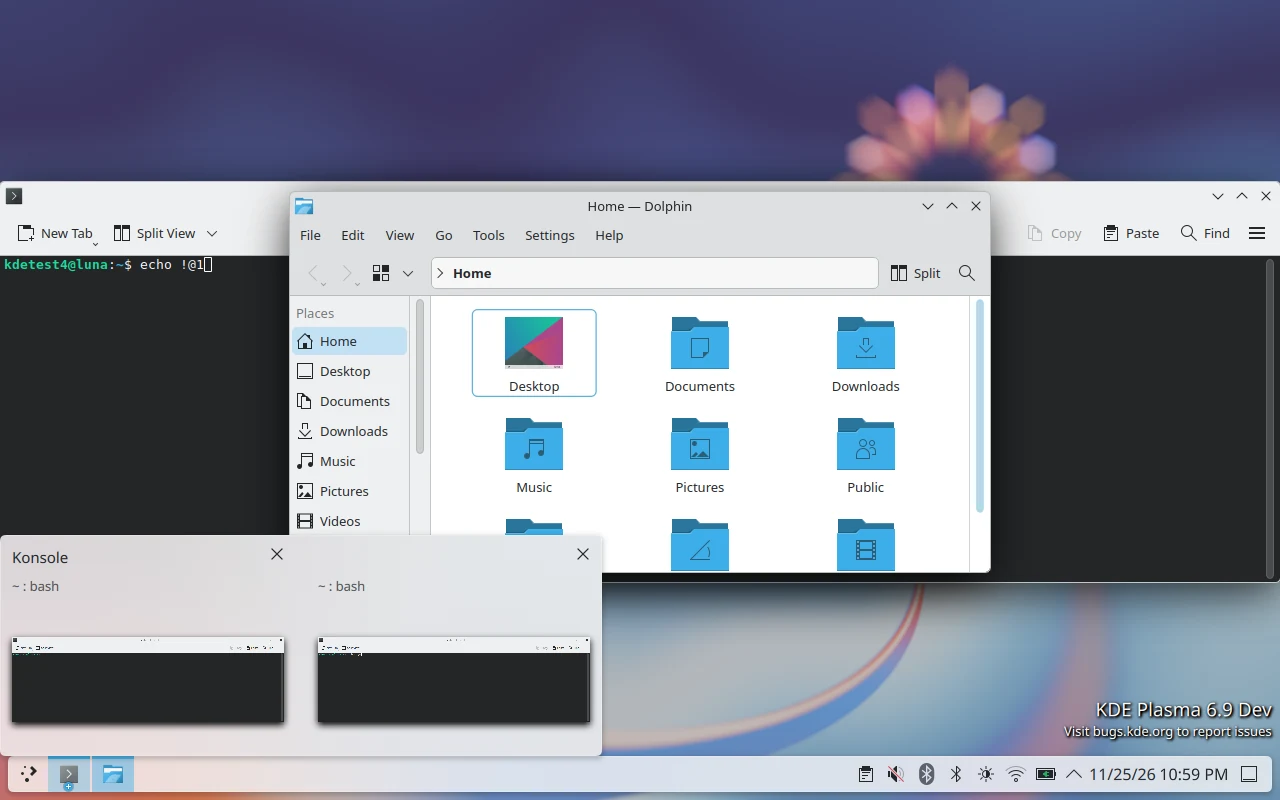 New Tab
Split View
Copy
Paste
Find
kdetest4@luna:~$ echo !@1
Home — Dolphin
File Edit View Go Tools Settings Help
Home
Split
Places
Home
Desktop
Documents
Downloads
Music
Pictures
Videos
Desktop Documents Downloads
Music Pictures Public
Konsole
~ : bash
~ : bash
KDE Plasma 6.9 Dev
Visit bugs.kde.org to report issues
11/25/26 10:59 PM